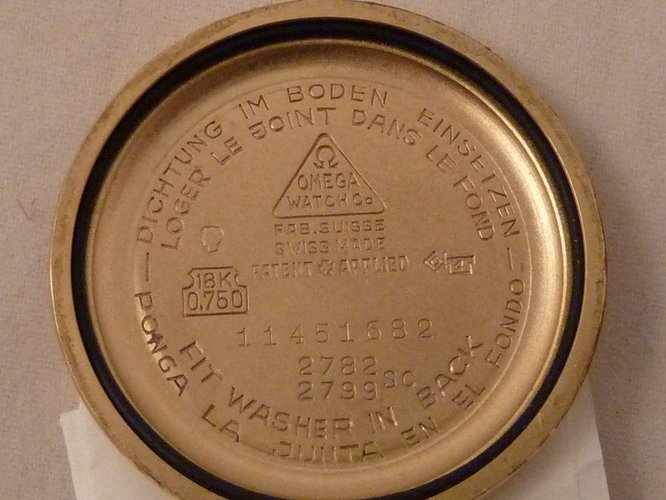 — DICHTUNG IM BODEN EINSETZEN —
LOGER LE JOINT DANS LE FOND
Ω
OMEGA
WATCH Co
FAB. SUISSE
SWISS MADE
PATENT APPLIED
18K
0,750
11451682
2782
2799 SC
FIT WASHER IN BACK
PONGA LA JUNTA EN EL FONDO